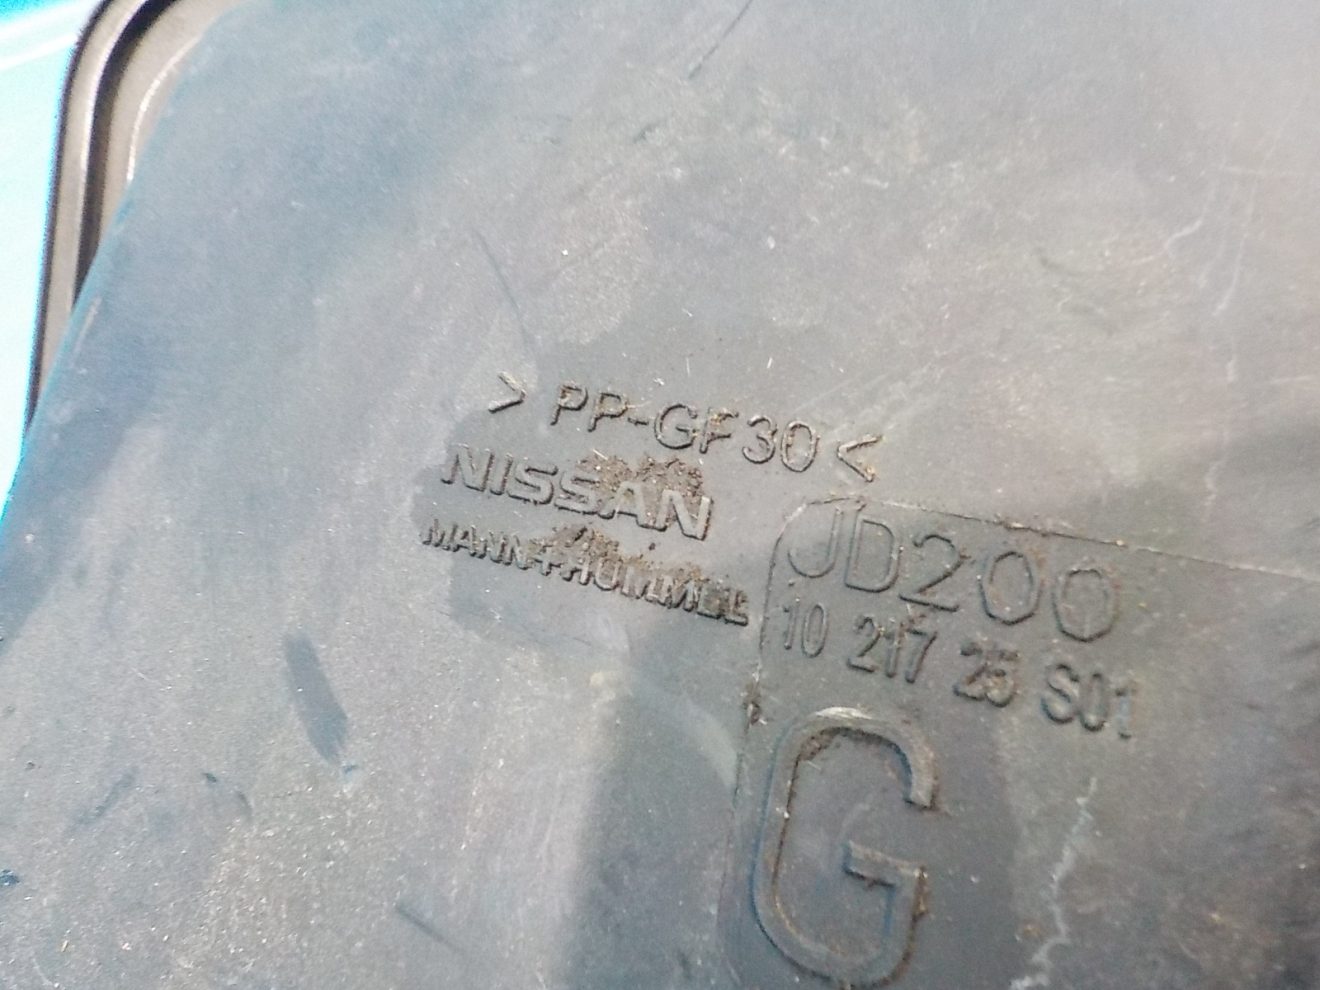 > PP-GF30 <
NISSAN
MANN+HUMMEL
JD200
10 217 25 S01
G